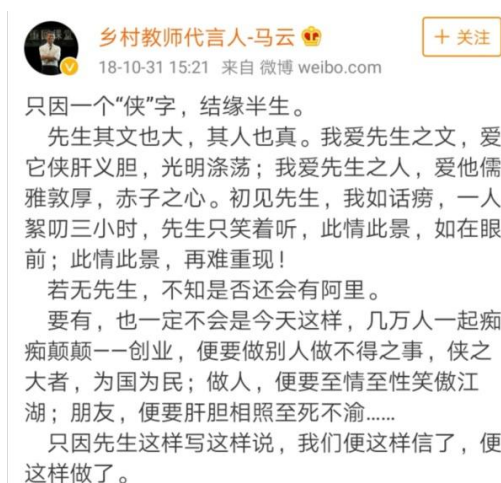 乡村教师代言人-马云
+ 关注
18-10-31 15:21 来自 微博 weibo.com
只因一个“侠”字，结缘半生。
先生其文也大，其人也真。我爱先生之文，爱
它侠肝义胆，光明涤荡；我爱先生之人，爱他儒
雅敦厚，赤子之心。初见先生，我如话痨，一人
絮叨三小时，先生只笑着听，此情此景，如在眼
前；此情此景，再难重现！
若无先生，不知是否还会有阿里。
要有，也一定不会是今天这样，几万人一起痴
痴颠颠——创业，便要做别人做不得之事，侠之
大者，为国为民；做人，便要至情至性笑傲江
湖；朋友，便要肝胆相照至死不渝……
只因先生这样写这样说，我们便这样信了，便
这样做了。